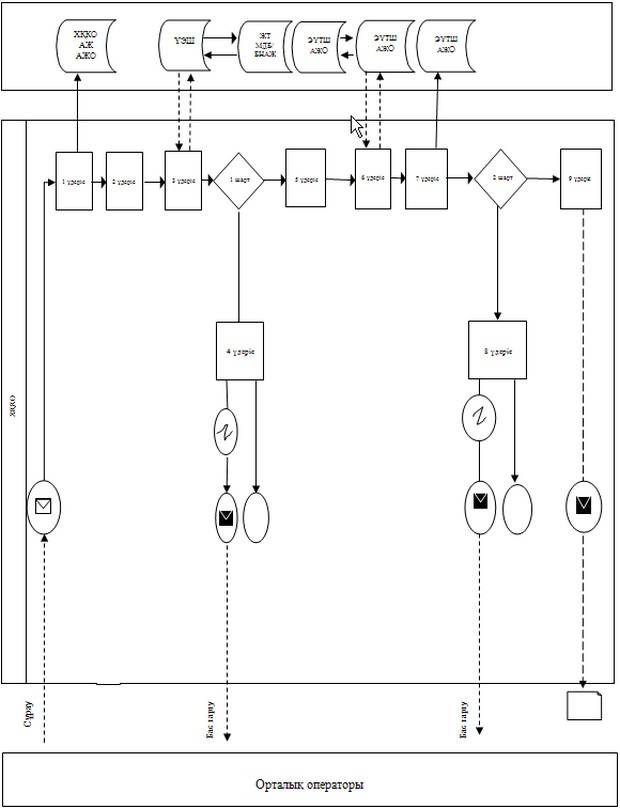 ХҚКО
АЖ
АЖО
ҮЭШ
ЖТ
МДБ/
БНАЖ
ЭҮТШ
АЖО
ЭҮТШ
АЖО
ЭҮТШ
АЖО
1 үдеріс
2 үдеріс
3 үдеріс
1 шарт
5 үдеріс
6 үдеріс
7 үдеріс
2 шарт
9 үдеріс
4 үдеріс
8 үдеріс
ХҚКО
Сұрау
Бас тарту
Бас тарту
Орталық операторы